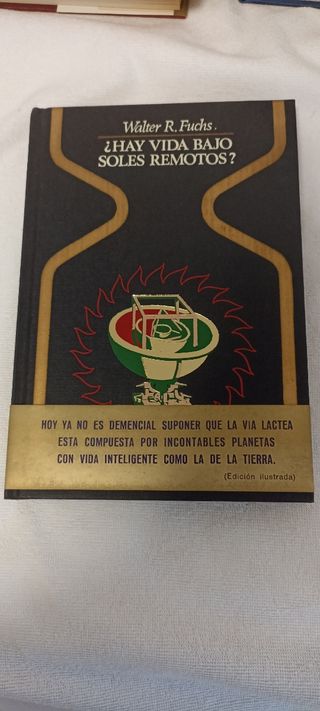 Walter R. Fuchs.
¿HAY VIDA BAJO
SOLES REMOTOS?
HOY YA NO ES DEMENCIAL SUPONER QUE LA VIA LACTEA
ESTA COMPUESTA POR INCONTABLES PLANETAS
CON VIDA INTELIGENTE COMO LA DE LA TIERRA.
(Edición ilustrada)